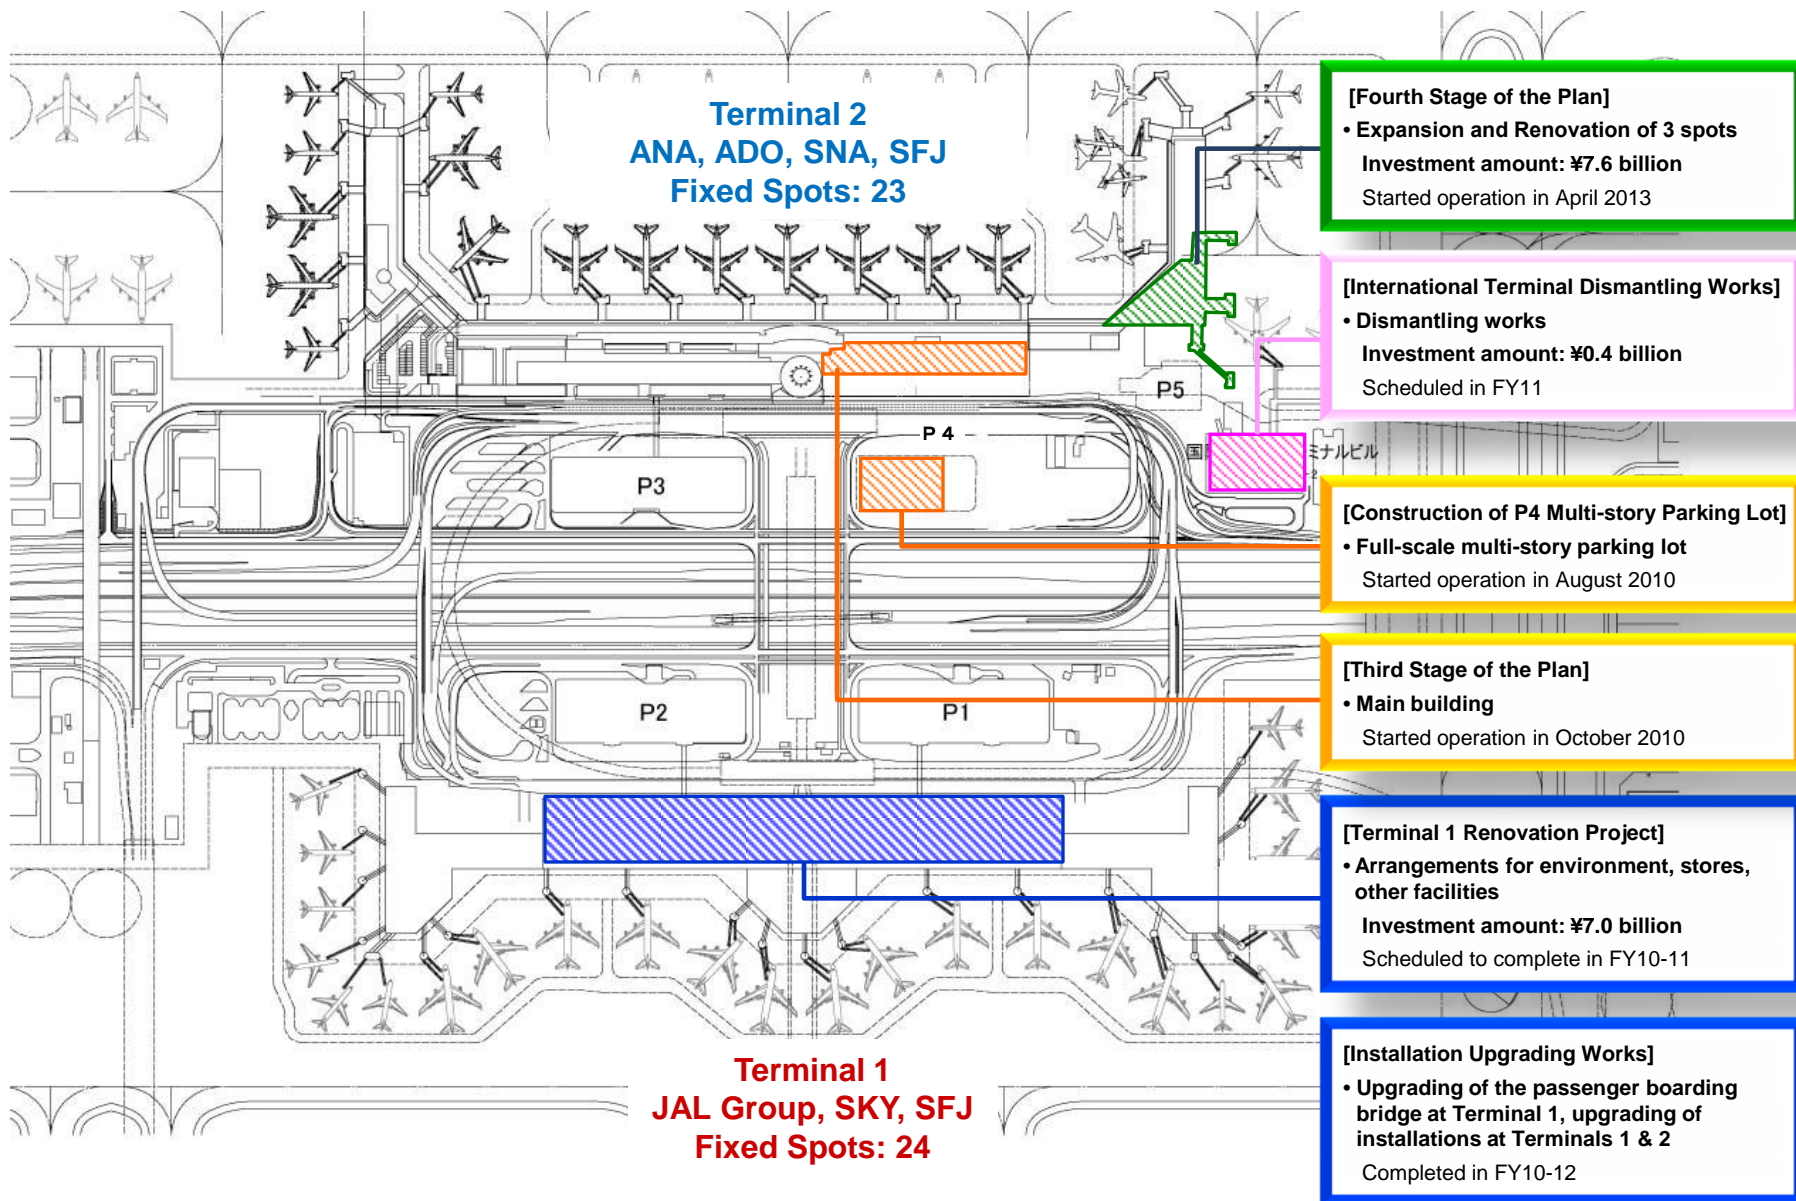 Terminal 2
ANA, ADO, SNA, SFJ
Fixed Spots: 23
[Fourth Stage of the Plan]
• Expansion and Renovation of 3 spots
Investment amount: ¥7.6 billion
Started operation in April 2013
[International Terminal Dismantling Works]
• Dismantling works
Investment amount: ¥0.4 billion
Scheduled in FY11
P5
P 4
国
ミナルビル
P3
[Construction of P4 Multi-story Parking Lot]
• Full-scale multi-story parking lot
Started operation in August 2010
[Third Stage of the Plan]
• Main building
Started operation in October 2010
P2
P1
[Terminal 1 Renovation Project]
• Arrangements for environment, stores,
other facilities
Investment amount: ¥7.0 billion
Scheduled to complete in FY10-11
[Installation Upgrading Works]
• Upgrading of the passenger boarding
bridge at Terminal 1, upgrading of
installations at Terminals 1 & 2
Completed in FY10-12
Terminal 1
JAL Group, SKY, SFJ
Fixed Spots: 24